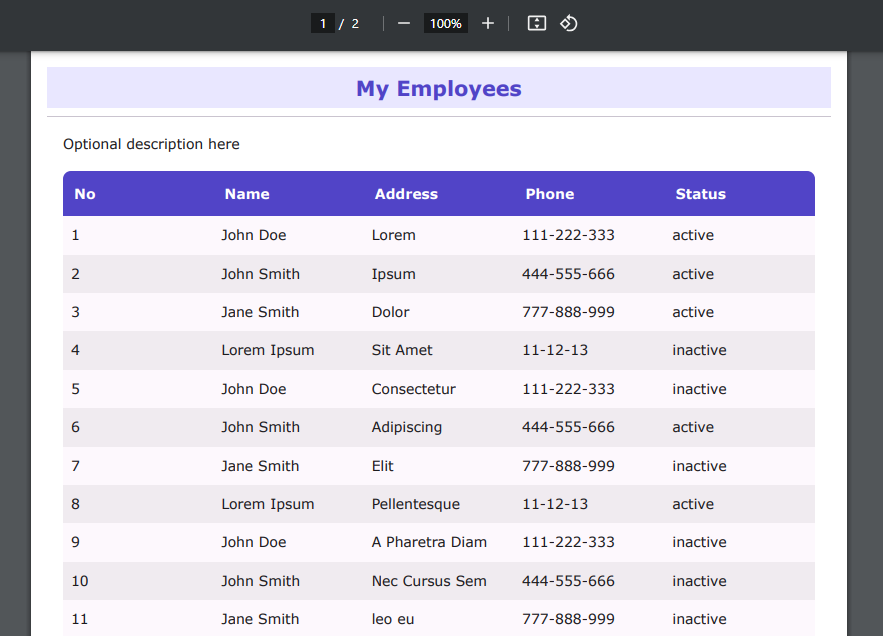 1 / 2 100%
My Employees
Optional description here
No Name Address Phone Status
1 John Doe Lorem 111-222-333 active
2 John Smith Ipsum 444-555-666 active
3 Jane Smith Dolor 777-888-999 active
4 Lorem Ipsum Sit Amet 11-12-13 inactive
5 John Doe Consectetur 111-222-333 inactive
6 John Smith Adipiscing 444-555-666 active
7 Jane Smith Elit 777-888-999 inactive
8 Lorem Ipsum Pellentesque 11-12-13 active
9 John Doe A Pharetra Diam 111-222-333 inactive
10 John Smith Nec Cursus Sem 444-555-666 inactive
11 Jane Smith leo eu 777-888-999 inactive